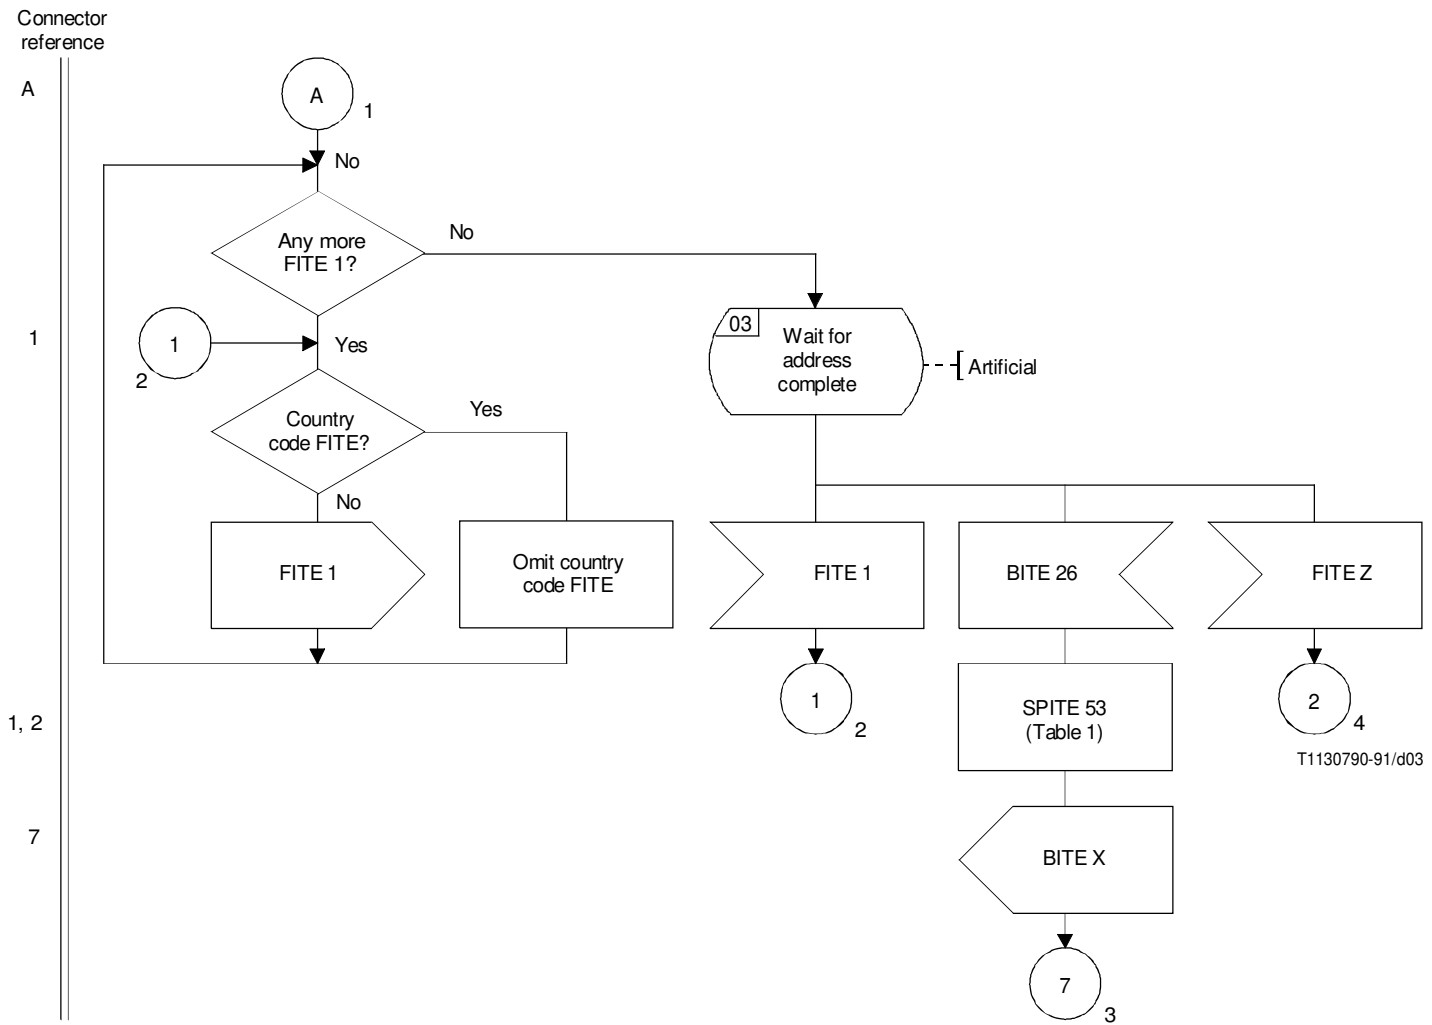 Connector
reference
A
A
1
No
Any more
FITE 1?
No
1
1
2
Yes
03
Wait for
address
complete
Artificial
Country
code FITE?
Yes
No
FITE 1
Omit country
code FITE
FITE 1
BITE 26
FITE Z
1, 2
1
2
SPITE 53
(Table 1)
2
4
T1130790-91/d03
7
BITE X
7
3